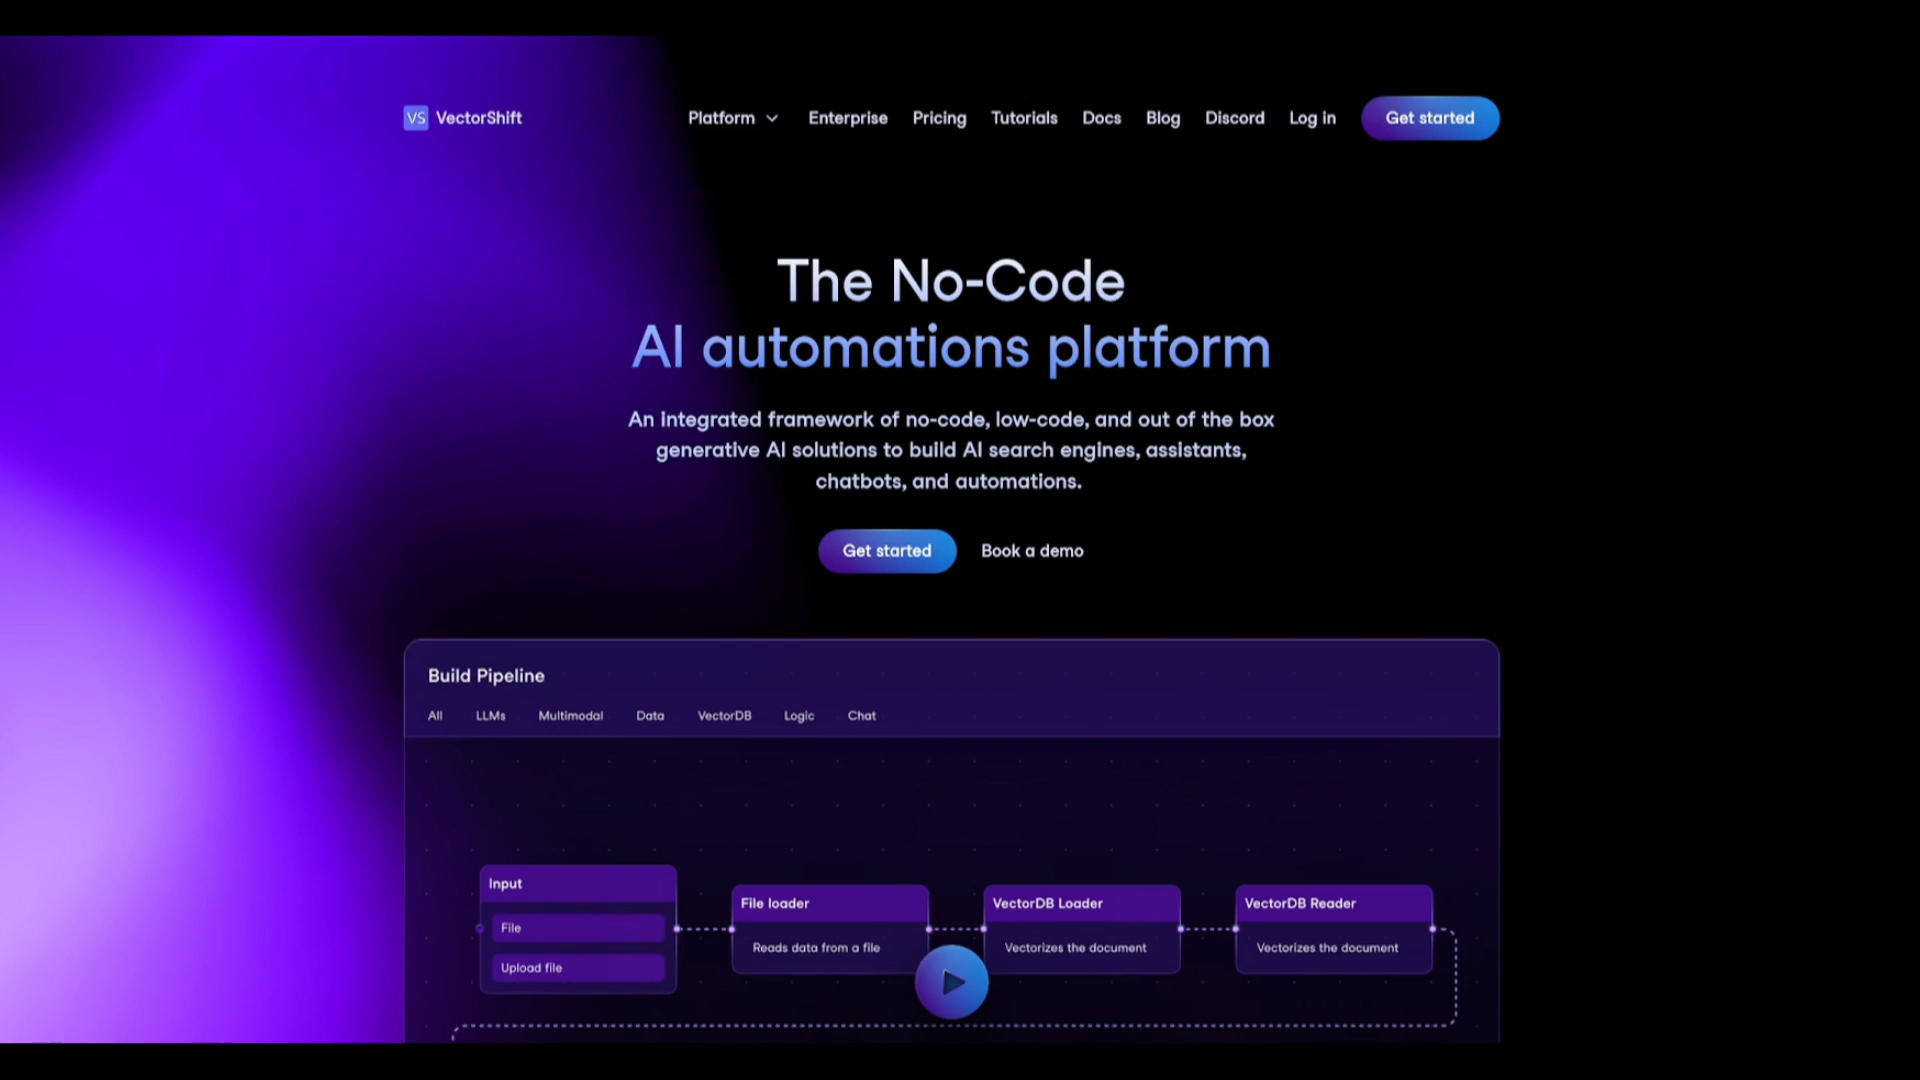 VS VectorShift
Platform Enterprise Pricing Tutorials Docs Blog Discord Log in Get started
The No-Code
AI automations platform
An integrated framework of no-code, low-code, and out of the box
generative AI solutions to build AI search engines, assistants,
chatbots, and automations.
Get started Book a demo
Build Pipeline
All LLMs Multimodal Data VectorDB Logic Chat
Input
File
Upload file
File loader
Reads data from a file
VectorDB Loader
Vectorizes the document
VectorDB Reader
Vectorizes the document